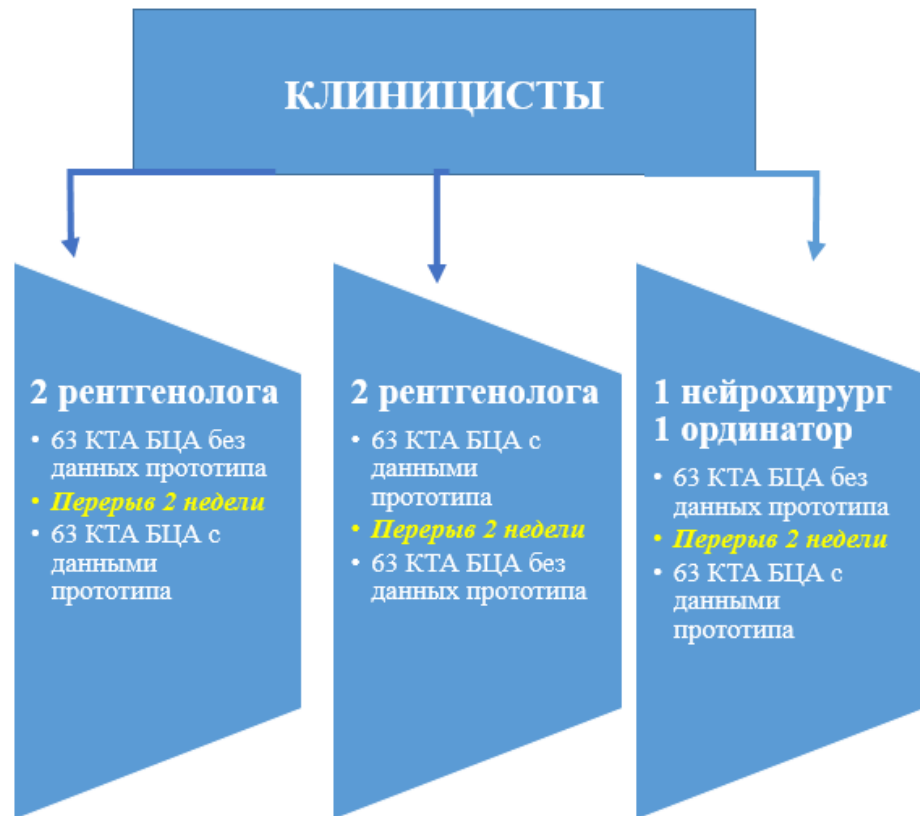 КЛИНИЦИСТЫ
2 рентгенолога
• 63 КТА БЦА без
данных прототипа
• Перерыв 2 недели
• 63 КТА БЦА с
данными
прототипа
2 рентгенолога
• 63 КТА БЦА с
данными
прототипа
• Перерыв 2 недели
• 63 КТА БЦА без
данных прототипа
1 нейрохирург
1 ординатор
• 63 КТА БЦА без
данных прототипа
• Перерыв 2 недели
• 63 КТА БЦА с
данными
прототипа